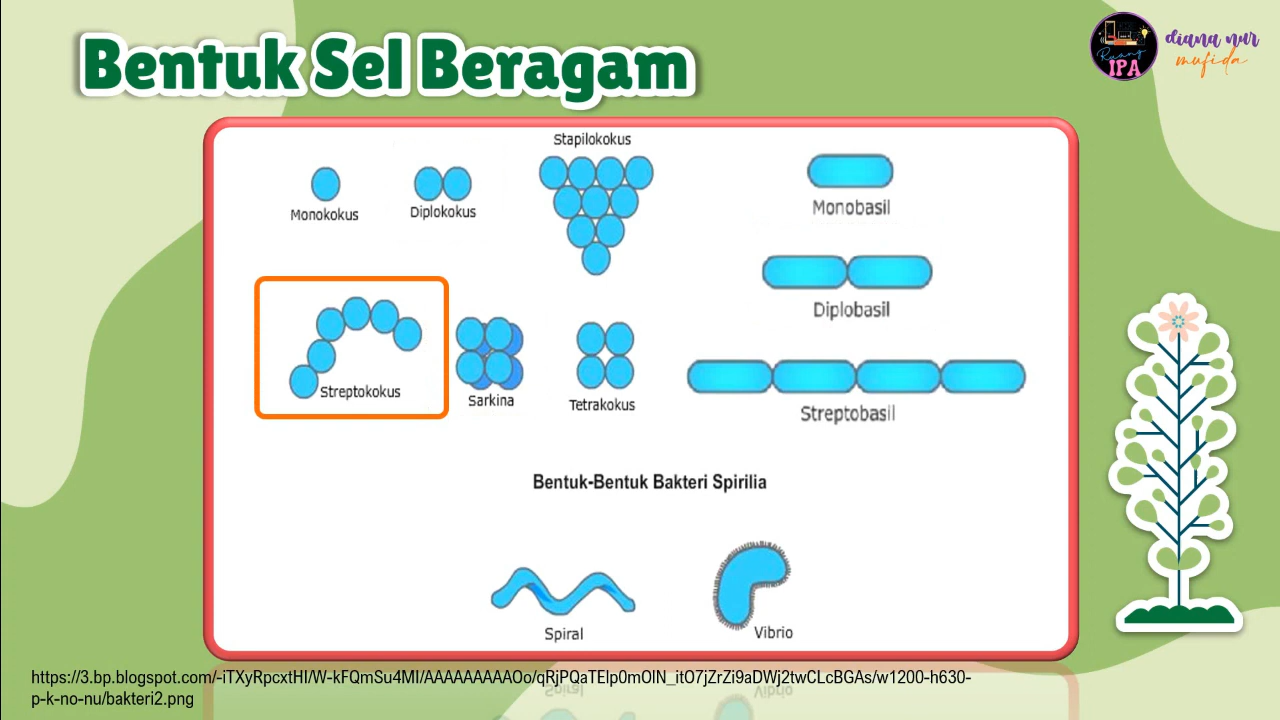 Bentuk Sel Beragam
Ruang
IPA
diana nur
mufida
Stapilokokus
Monokokus
Diplokokus
Monobasil
Diplobasil
Streptokokus
Sarkina
Tetrakokus
Streptobasil
Bentuk-Bentuk Bakteri Spirilia
Spiral
Vibrio
https://3.bp.blogspot.com/-iTXyRpcxtHI/W-kFQmSu4MI/AAAAAAAAAOo/qRjPQaTElp0mOlN_itO7jZrZi9aDWj2twCLcBGAs/w1200-h630-
p-k-no-nu/bakteri2.png